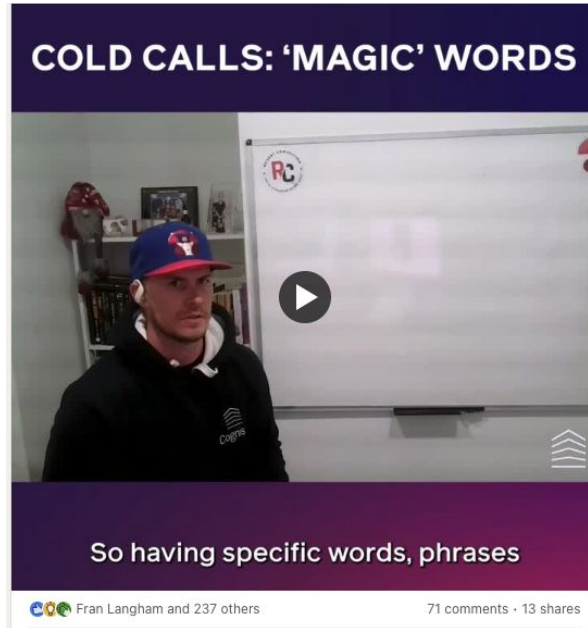 COLD CALLS: ‘MAGIC’ WORDS
RC
Cognis
So having specific words, phrases
Fran Langham and 237 others
71 comments · 13 shares